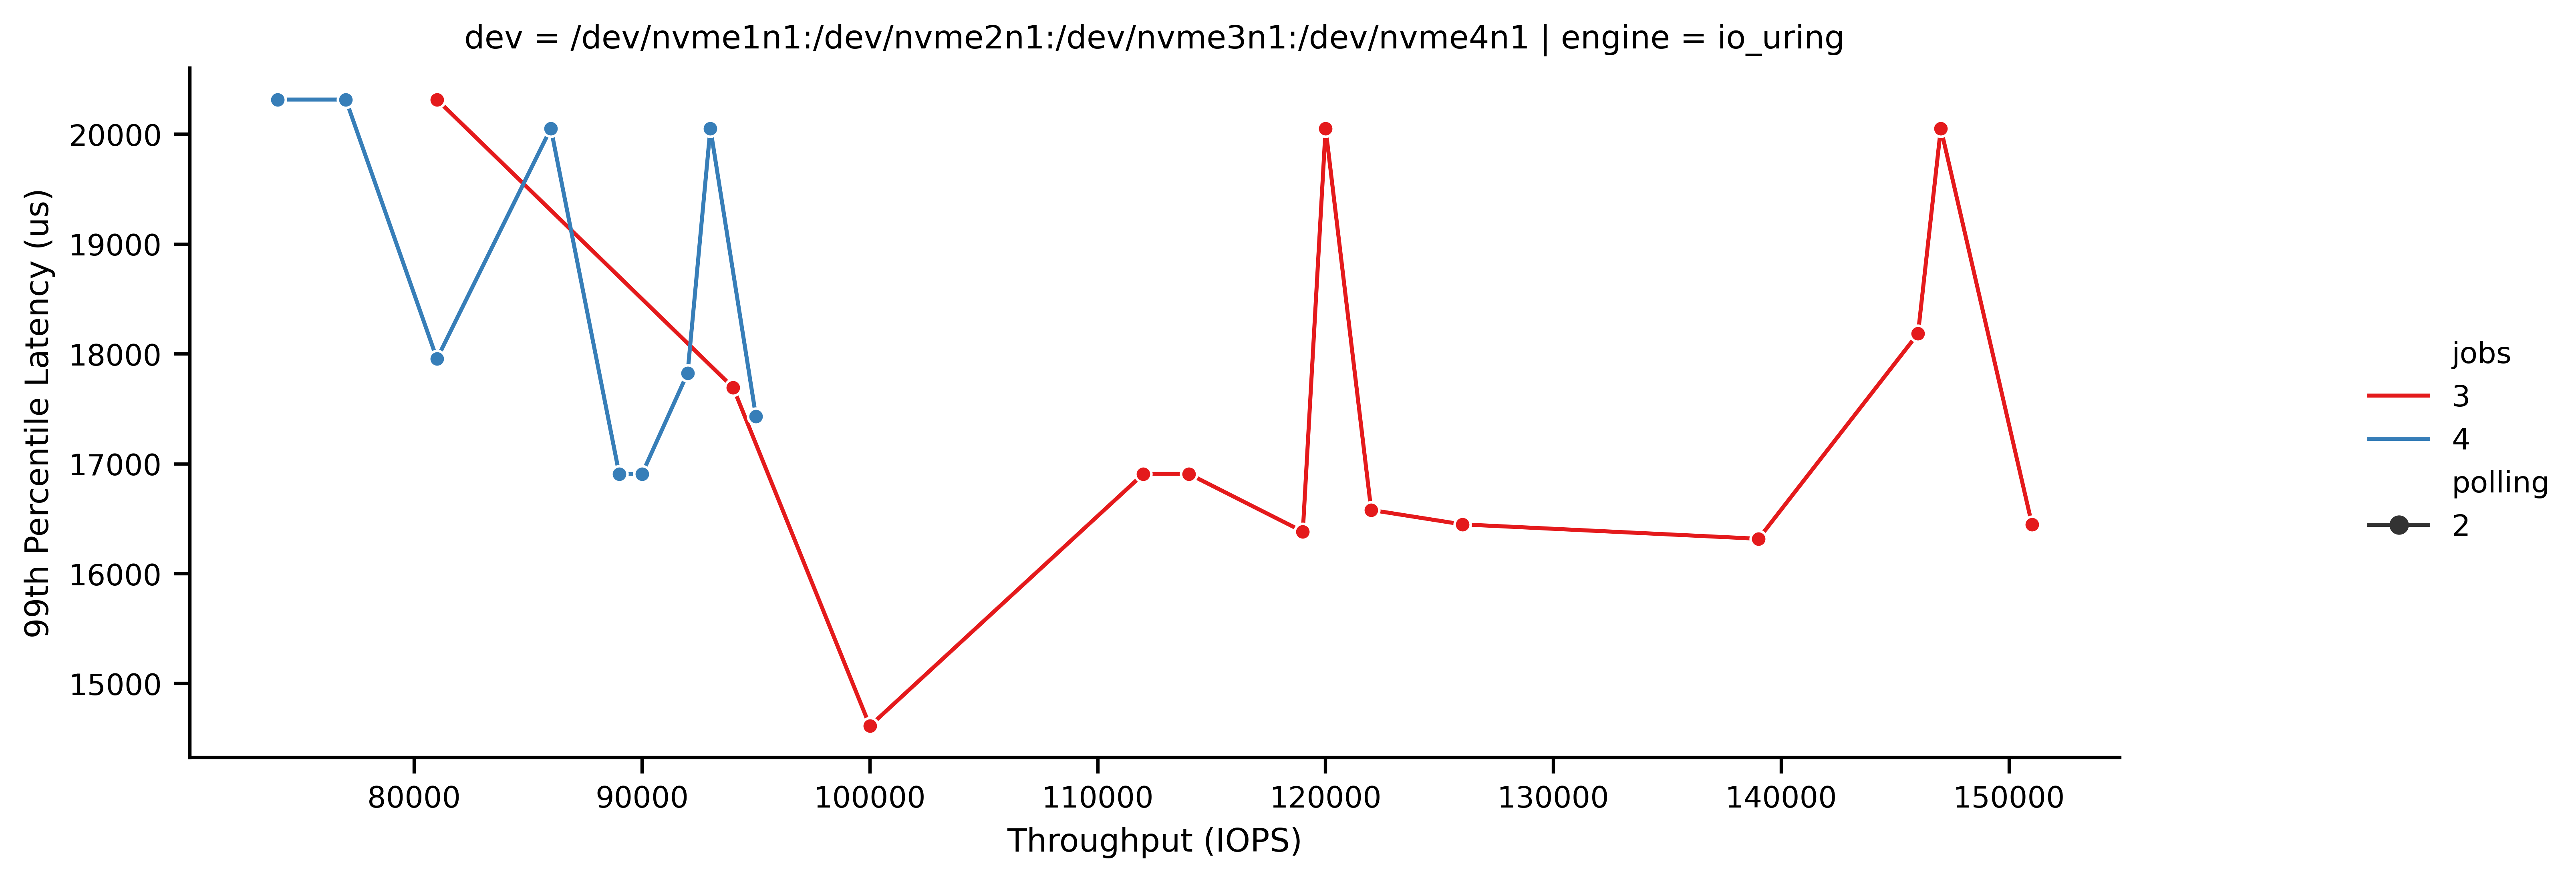 dev = /dev/nvme1n1:/dev/nvme2n1:/dev/nvme3n1:/dev/nvme4n1 | engine = io_uring
99th Percentile Latency (us)
20000
19000
18000
17000
16000
15000
80000 90000 100000 110000 120000 130000 140000 150000
Throughput (IOPS)
jobs
3
4
polling
2